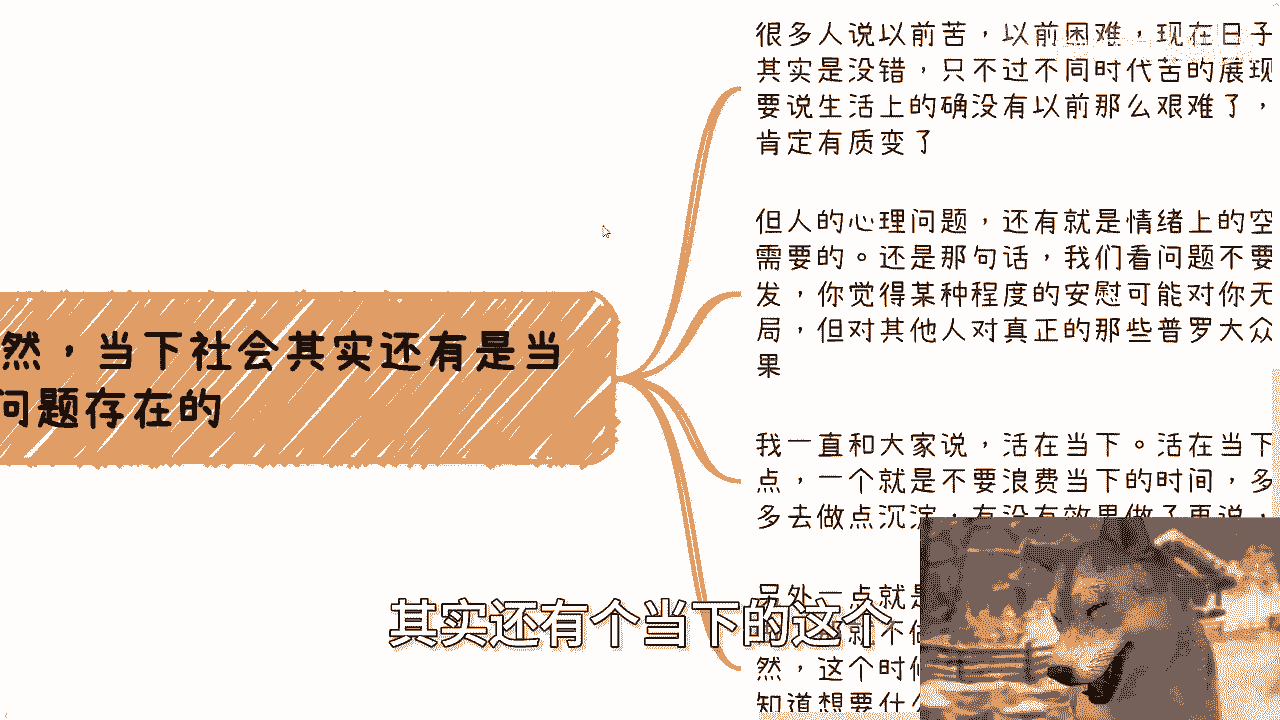 然，当下社会其实还有是当
问题存在的
很多人说以前苦，以前困难，现在日子
其实是没错，只不过不同时代苦的展现
要说生活上的确没有以前那么艰难了，
肯定有质变了
但人的心理问题，还有就是情绪上的空
需要的。还是那句话，我们看问题不要
发，你觉得某种程度的安慰可能对你无
局，但对其他人对真正的那些普罗大众
果
我一直和大家说，活在当下。活在当下
点，一个就是不要浪费当下的时间，多
多去做点沉淀，有没有效果做了再说，
另外一点就是
就不
然，这个时
知道想要什
其实还有个当下的这个